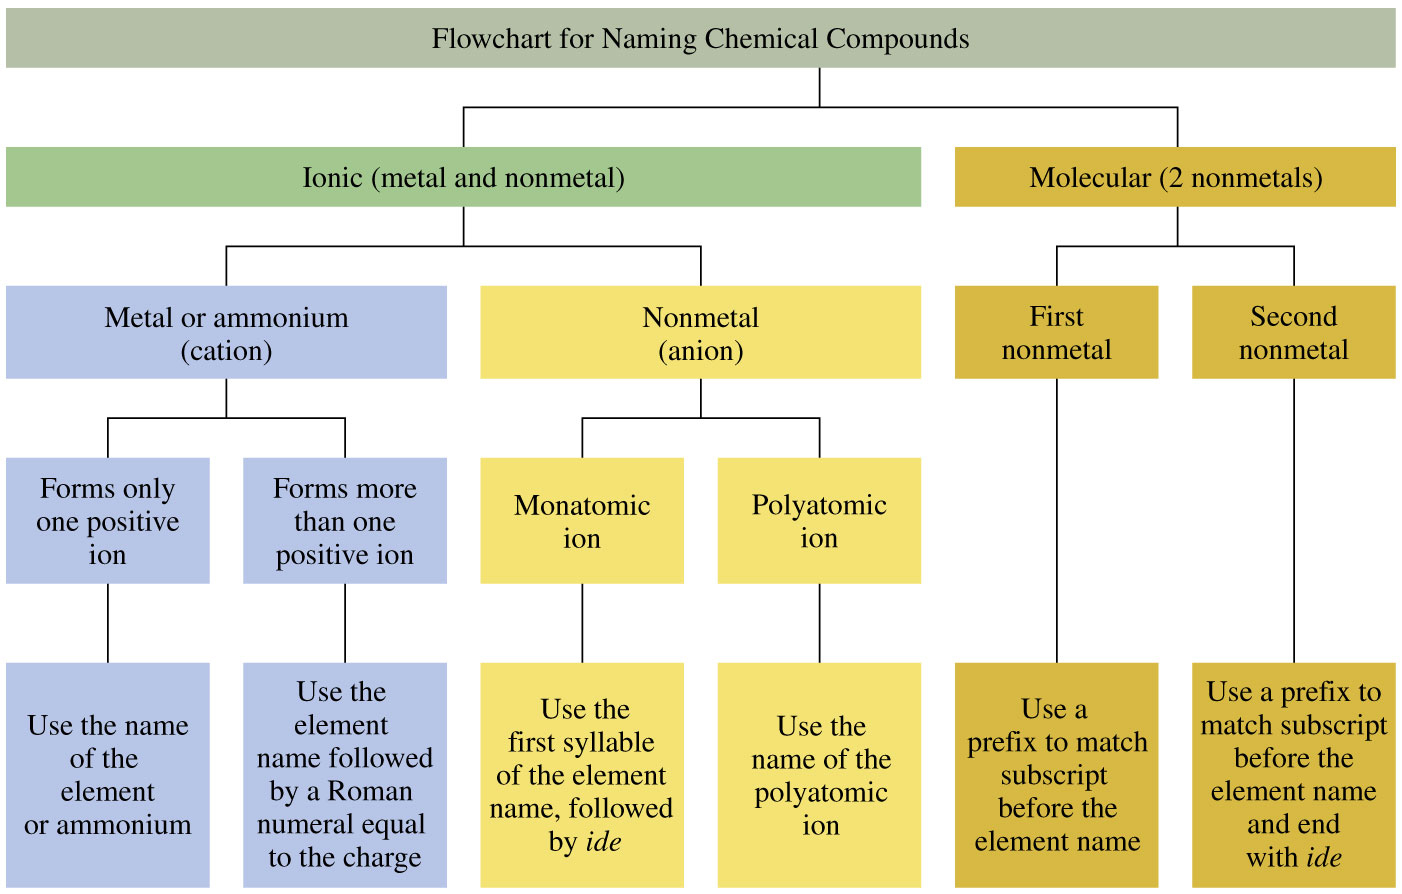 Flowchart for Naming Chemical Compounds
Ionic (metal and nonmetal)
Molecular (2 nonmetals)
Metal or ammonium
(cation)
Nonmetal
(anion)
First
nonmetal
Second
nonmetal
Forms only
one positive
ion
Forms more
than one
positive ion
Monatomic
ion
Polyatomic
ion
Use the name
of the
element
or ammonium
Use the
element
name followed
by a Roman
numeral equal
to the charge
Use the
first syllable
of the element
name, followed
by ide
Use the
name of the
polyatomic
ion
Use a
prefix to match
subscript
before the
element name
Use a prefix to
match subscript
before the
element name
and end
with ide